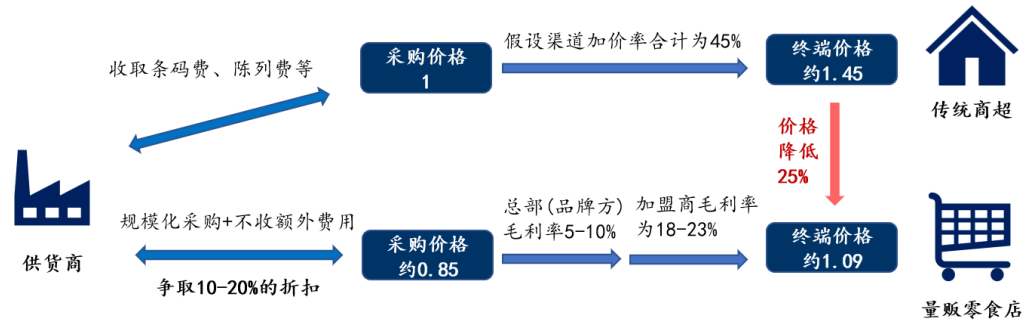 收取条码费、陈列费等
采购价格
1
假设渠道加价率合计为45%
终端价格
约1.45
传统商超
价格
降低
25%
供货商
规模化采购+不收额外费用
争取10-20%的折扣
采购价格
约0.85
总部(品牌方)
毛利率5-10%
加盟商毛利率
为18-23%
终端价格
约1.09
量贩零食店